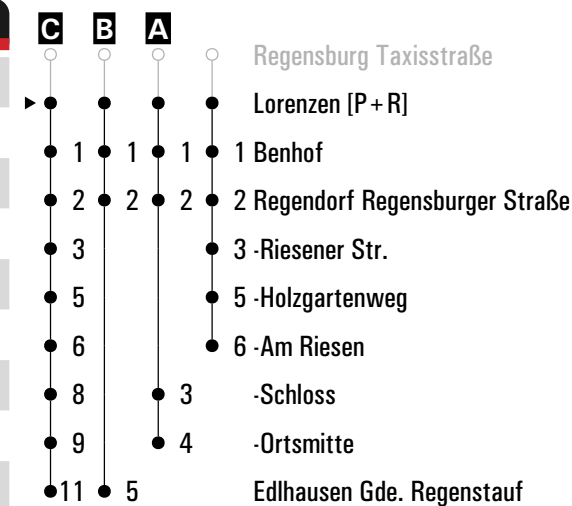 C B A
Regensburg Taxisstraße
Lorenzen [P+R]
1 1 1 1 Benhof
2 2 2 2 Regendorf Regensburger Straße
3 3 -Riesener Str.
5 5 -Holzgartenweg
6 6 -Am Riesen
8 3 -Schloss
9 4 -Ortsmitte
11 5 Edlhausen Gde. Regenstauf